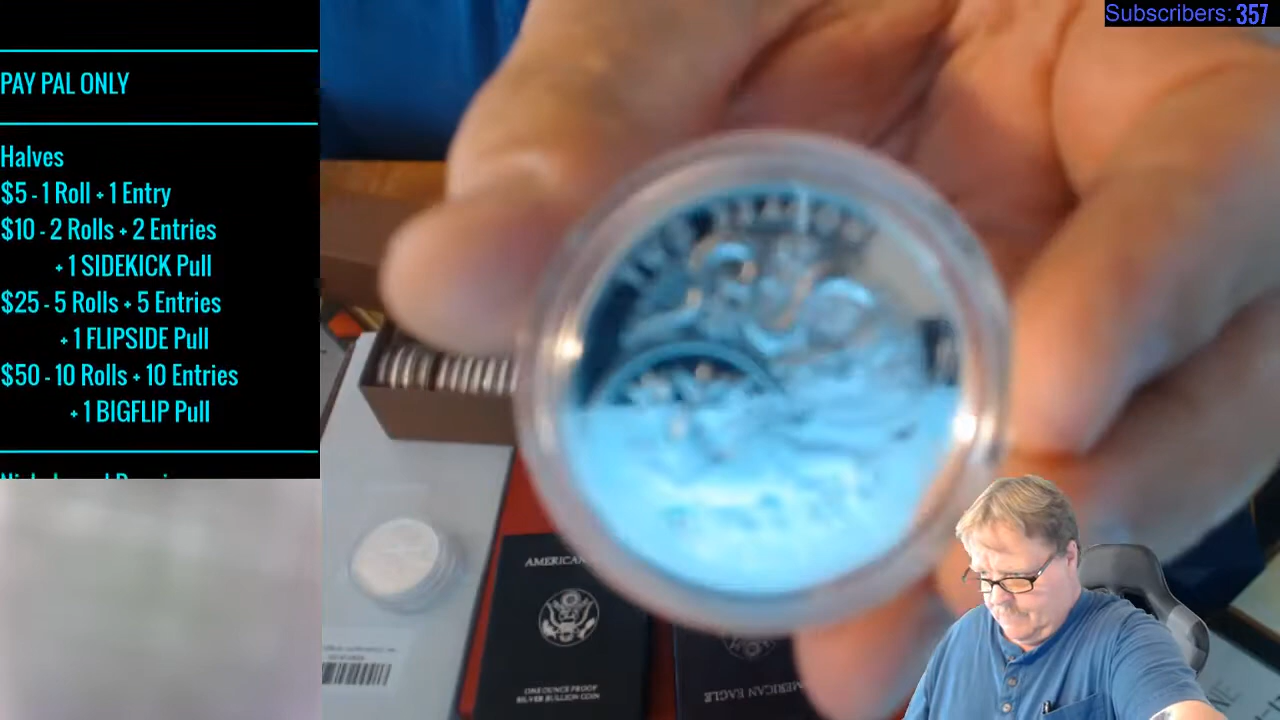 Subscribers: 357
PAY PAL ONLY
Halves
$5 - 1 Roll + 1 Entry
$10 - 2 Rolls + 2 Entries
+ 1 SIDEKICK Pull
$25 - 5 Rolls + 5 Entries
+ 1 FLIPSIDE Pull
$50 - 10 Rolls + 10 Entries
+ 1 BIGFLIP Pull
AMERICAN
ONE OUNCE PROOF
SILVER BULLION COIN
AMERICAN EAGLE